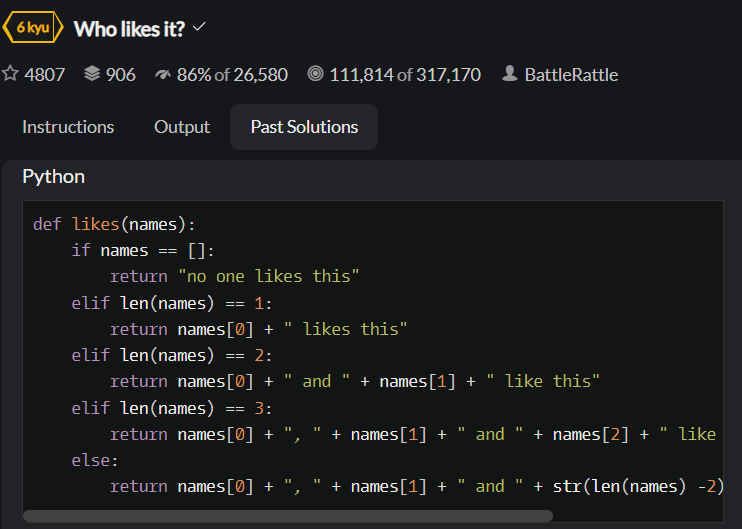 6 kyu Who likes it?
4807 906 86% of 26,580 111,814 of 317,170 BattleRattle
Instructions Output Past Solutions
Python
def likes(names):
    if names == []:
        return "no one likes this"
    elif len(names) == 1:
        return names[0] + " likes this"
    elif len(names) == 2:
        return names[0] + " and " + names[1] + " like this"
    elif len(names) == 3:
        return names[0] + ", " + names[1] + " and " + names[2] + " like
    else:
        return names[0] + ", " + names[1] + " and " + str(len(names) -2)